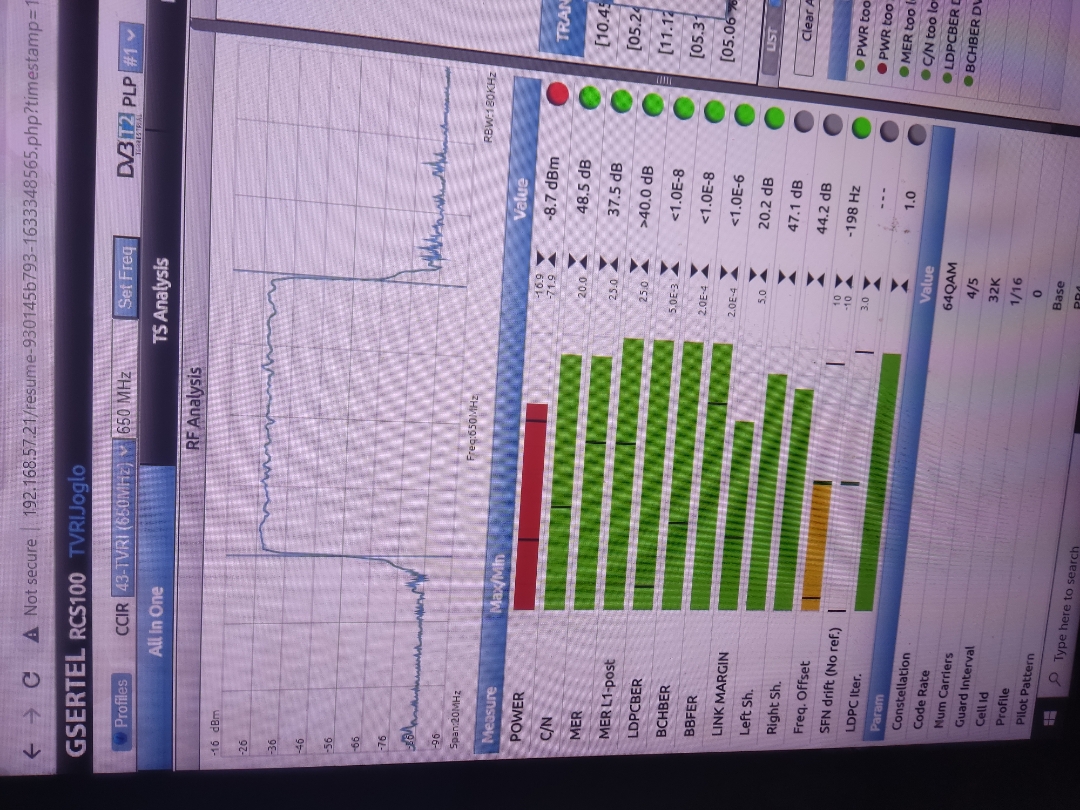 Not secure 192.168.57.21/resume-930145b793-1633348565.php?timestamp=1
GSERTEL RCS100 TVRIJoglo
Profiles CCIR 43-TVRI (650MHz) 650 MHz Set Freq DVB T2 PLP #1
All in One TS Analysis
RF Analysis
-16 dBm
-26
-36
-46
-56
-66
-76
-96
Span:20MHz Freq:650MHz RBW:180KHz
Measure Max/Min Value
POWER -16.9 -71.9 -8.7 dBm
C/N 20.0 48.5 dB
MER 25.0 37.5 dB
MER L1-post 25.0 >40.0 dB
LDPCBER 5.0E-3 <1.0E-8
BCHBER 2.0E-4 <1.0E-8
BBFER 2.0E-4 <1.0E-6
LINK MARGIN 5.0 20.2 dB
Left Sh. 47.1 dB
Right Sh. 44.2 dB
Freq. Offset 10 -10 -198 Hz
SFN drift (No ref.) 3.0 ---
LDPC Iter. 1.0
Param Value
Constellation 64QAM
Code Rate 4/5
Num Carriers 32K
Guard Interval 1/16
Cell Id 0
Profile Base
Pilot Pattern PP4
TRAN
[10.4
[05.24
[11.12
[05.3
[05.06
LIST
Clear A
PWR too
PWR too
MER too l
C/N too lo
LDPCBER
BCHBER ov
Type here to search